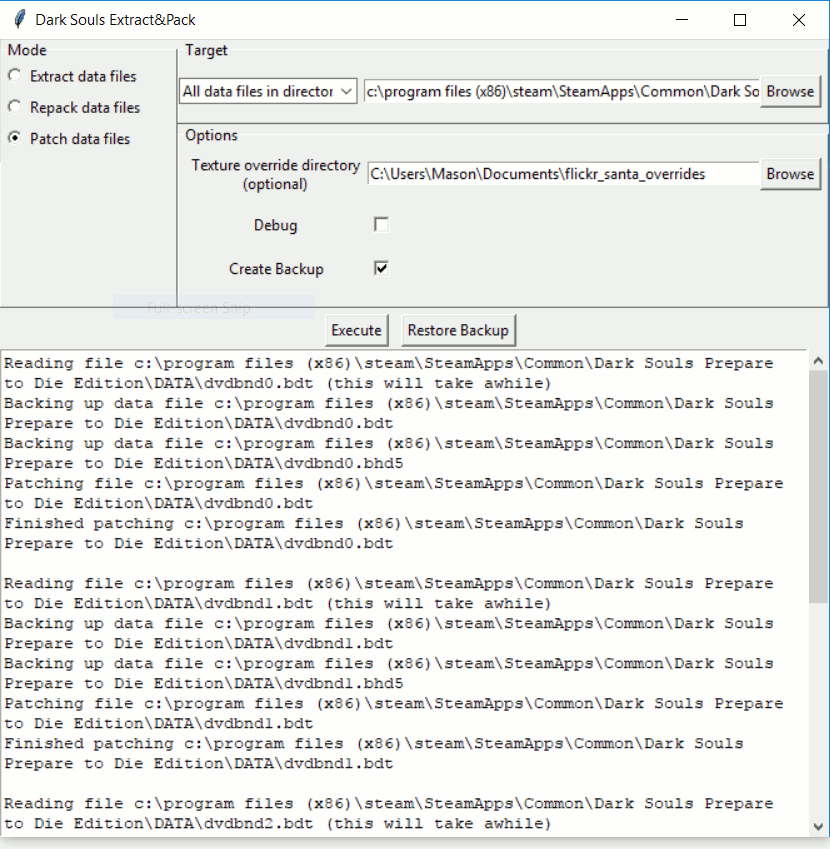 Dark Souls Extract&Pack
Mode
Extract data files
Repack data files
Patch data files
Target
All data files in director
c:\program files (x86)\steam\SteamApps\Common\Dark So
Browse
Options
Texture override directory
(optional)
C:\Users\Mason\Documents\flickr_santa_overrides
Browse
Debug
Create Backup
Full-screen Snip
Execute
Restore Backup
Reading file c:\program files (x86)\steam\SteamApps\Common\Dark Souls Prepare
to Die Edition\DATA\dvdbnd0.bdt (this will take awhile)
Backing up data file c:\program files (x86)\steam\SteamApps\Common\Dark Souls
Prepare to Die Edition\DATA\dvdbnd0.bdt
Backing up data file c:\program files (x86)\steam\SteamApps\Common\Dark Souls
Prepare to Die Edition\DATA\dvdbnd0.bhd5
Patching file c:\program files (x86)\steam\SteamApps\Common\Dark Souls Prepare
to Die Edition\DATA\dvdbnd0.bdt
Finished patching c:\program files (x86)\steam\SteamApps\Common\Dark Souls
Prepare to Die Edition\DATA\dvdbnd0.bdt
Reading file c:\program files (x86)\steam\SteamApps\Common\Dark Souls Prepare
to Die Edition\DATA\dvdbnd1.bdt (this will take awhile)
Backing up data file c:\program files (x86)\steam\SteamApps\Common\Dark Souls
Prepare to Die Edition\DATA\dvdbnd1.bdt
Backing up data file c:\program files (x86)\steam\SteamApps\Common\Dark Souls
Prepare to Die Edition\DATA\dvdbnd1.bhd5
Patching file c:\program files (x86)\steam\SteamApps\Common\Dark Souls Prepare
to Die Edition\DATA\dvdbnd1.bdt
Finished patching c:\program files (x86)\steam\SteamApps\Common\Dark Souls
Prepare to Die Edition\DATA\dvdbnd1.bdt
Reading file c:\program files (x86)\steam\SteamApps\Common\Dark Souls Prepare
to Die Edition\DATA\dvdbnd2.bdt (this will take awhile)